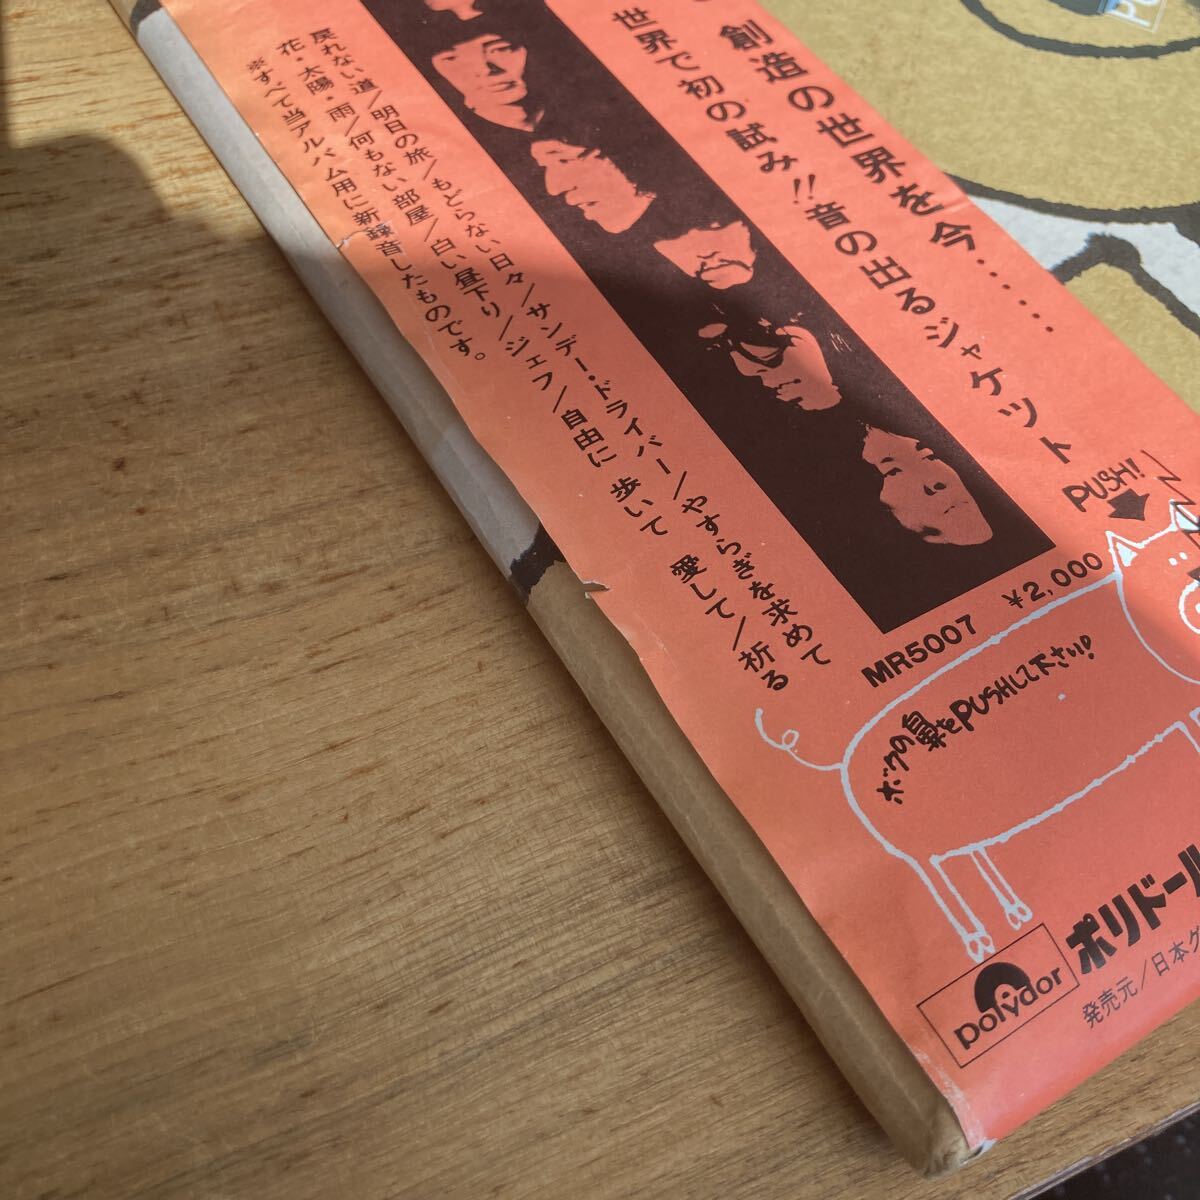 創造の世界を今・・・・・
世界で初の試み!!音の出るジャケット
戻れない道/明日の旅/もどらない日々/サンデー・ドライバー/やすらぎを求めて
花・太陽・雨/何もない部屋/白い昼下り/ジェフ/自由に 歩いて 愛して/祈る
※すべて当アルバム用に新録音したものです。
PUSH!
MR5007 ¥2,000
ボクの鼻をPUSHして下さい!
polydor
ポリドール
発売元/日本グ